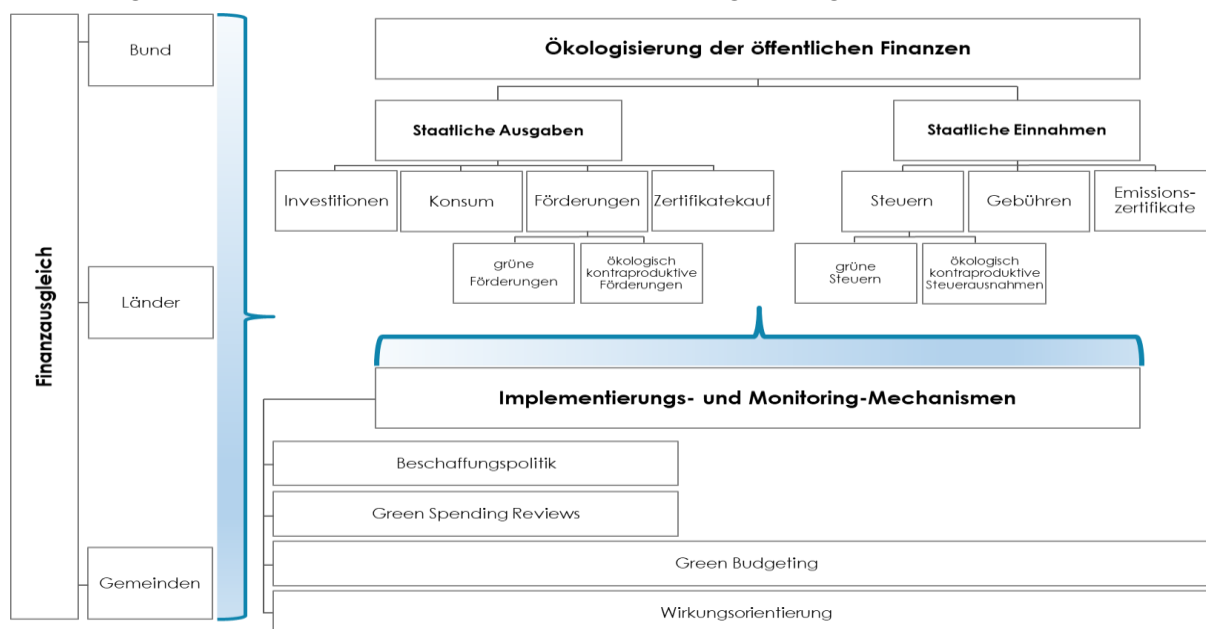 Finanzausgleich
Bund
Länder
Gemeinden
Ökologisierung der öffentlichen Finanzen
Staatliche Ausgaben
Staatliche Einnahmen
Investitionen
Konsum
Förderungen
Zertifikatekauf
Steuern
Gebühren
Emissions-
zertifikate
grüne
Förderungen
ökologisch
kontraproduktive
Förderungen
grüne
Steuern
ökologisch
kontraproduktive
Steuerausnahmen
Implementierungs- und Monitoring-Mechanismen
Beschaffungspolitik
Green Spending Reviews
Green Budgeting
Wirkungsorientierung